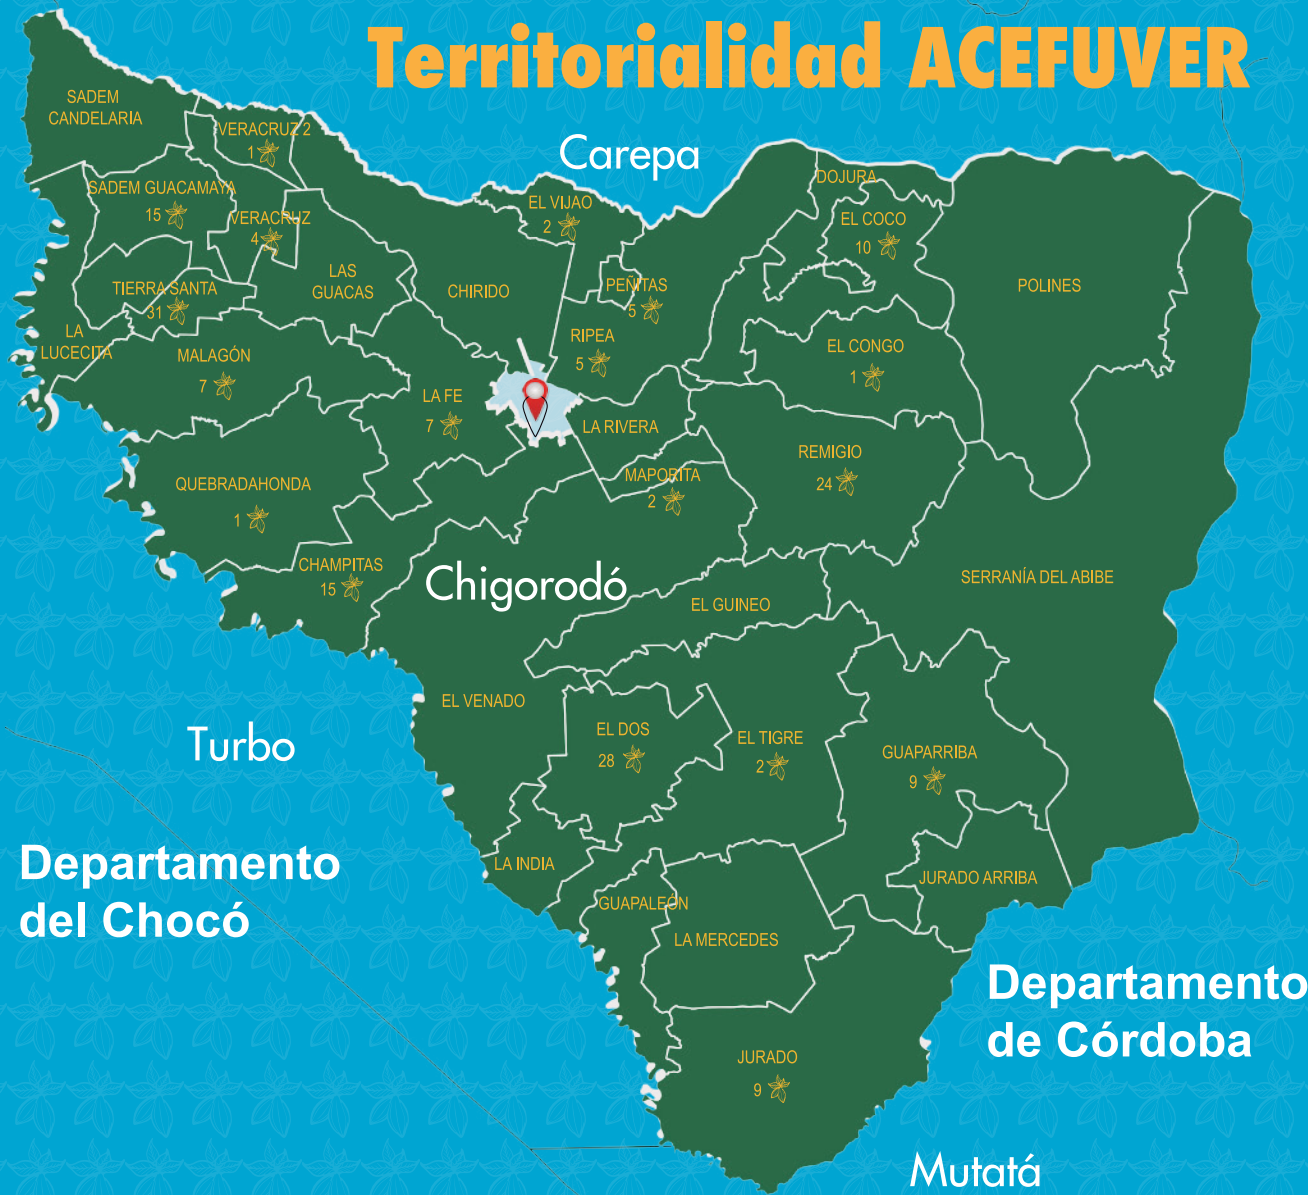 Territorialidad ACEFUVER
Carepa
SADEM
CANDELARIA
VERACRUZ 2
1
SADEM GUACAMAYA
15
VERACRUZ
4
EL VIJAO
2
DOJURA
EL COCO
10
TIERRA SANTA
31
LAS
GUACAS
CHIRIDO
PEÑITAS
5
POLINES
LA
LUCECITA
MALAGÓN
7
RIPEA
5
EL CONGO
1
LA FE
7
LA RIVERA
REMIGIO
24
QUEBRADAHONDA
1
MAPORITA
2
CHAMPITAS
15
Chigorodó
EL GUINEO
SERRANÍA DEL ABIBE
EL VENADO
EL DOS
28
EL TIGRE
2
GUAPARRIBA
9
Turbo
LA INDIA
JURADO ARRIBA
Departamento
del Chocó
GUAPALEÓN
LA MERCEDES
Departamento
de Córdoba
JURADO
9
Mutatá